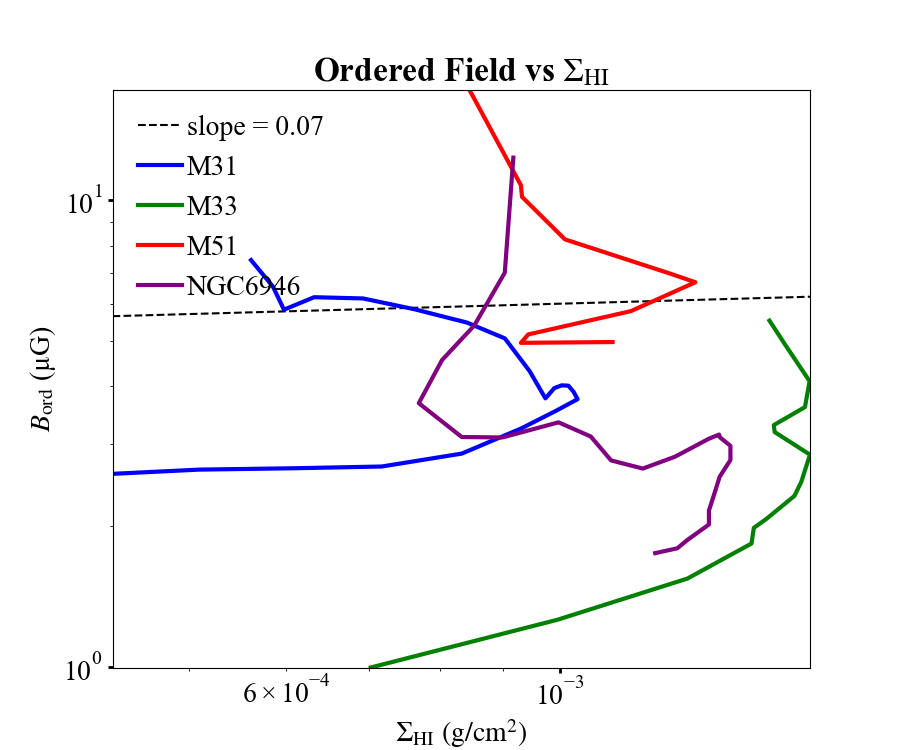 Ordered Field vs Σ_HI
slope = 0.07
M31
M33
M51
NGC6946
10^1
10^0
B_ord (μG)
6 × 10^−4
10^−3
Σ_HI (g/cm^2)